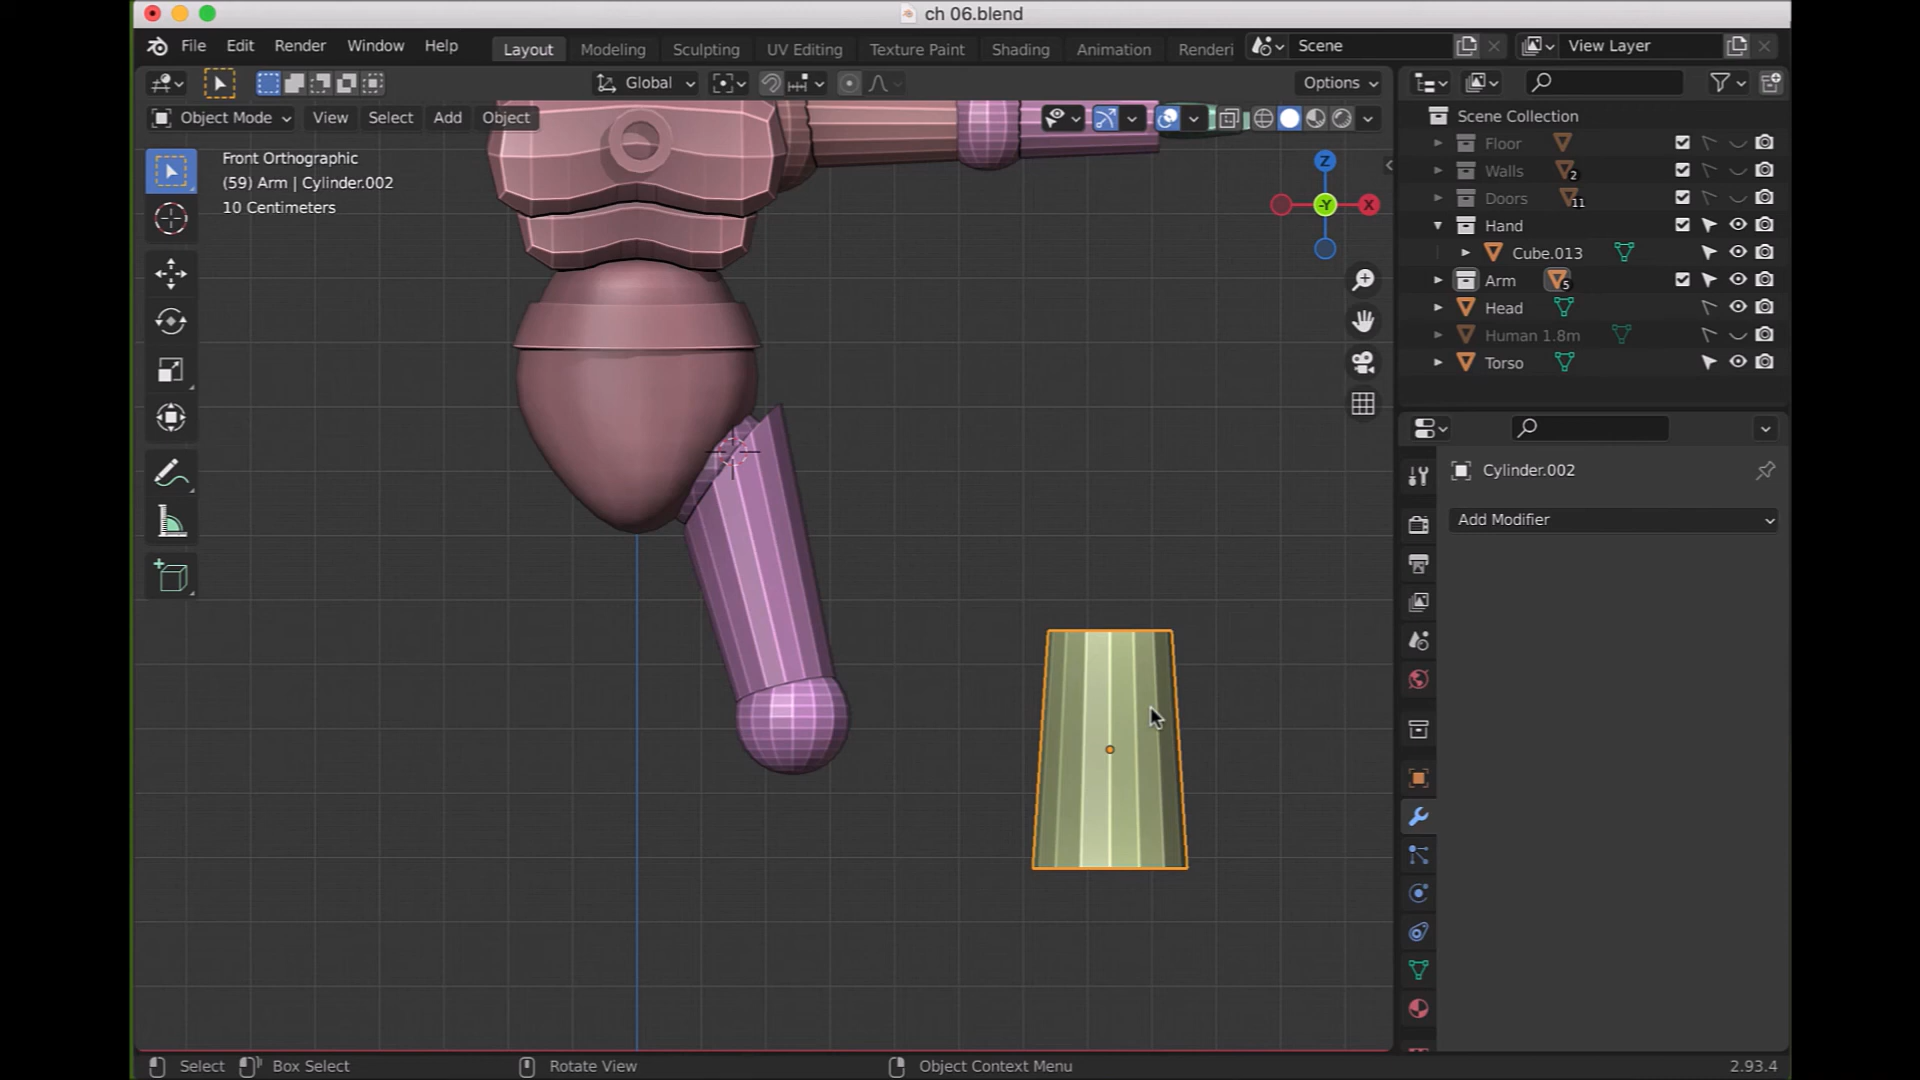 ch 06.blend
File Edit Render Window Help Layout Modeling Sculpting UV Editing Texture Paint Shading Animation Renderi Scene View Layer
Global Options
Object Mode View Select Add Object
Front Orthographic
(59) Arm | Cylinder.002
10 Centimeters
Z
-Y X
Scene Collection
Floor
Walls 2
Doors 11
Hand
Cube.013
Arm 5
Head
Human 1.8m
Torso
Cylinder.002
Add Modifier
Select Box Select Rotate View Object Context Menu 2.93.4